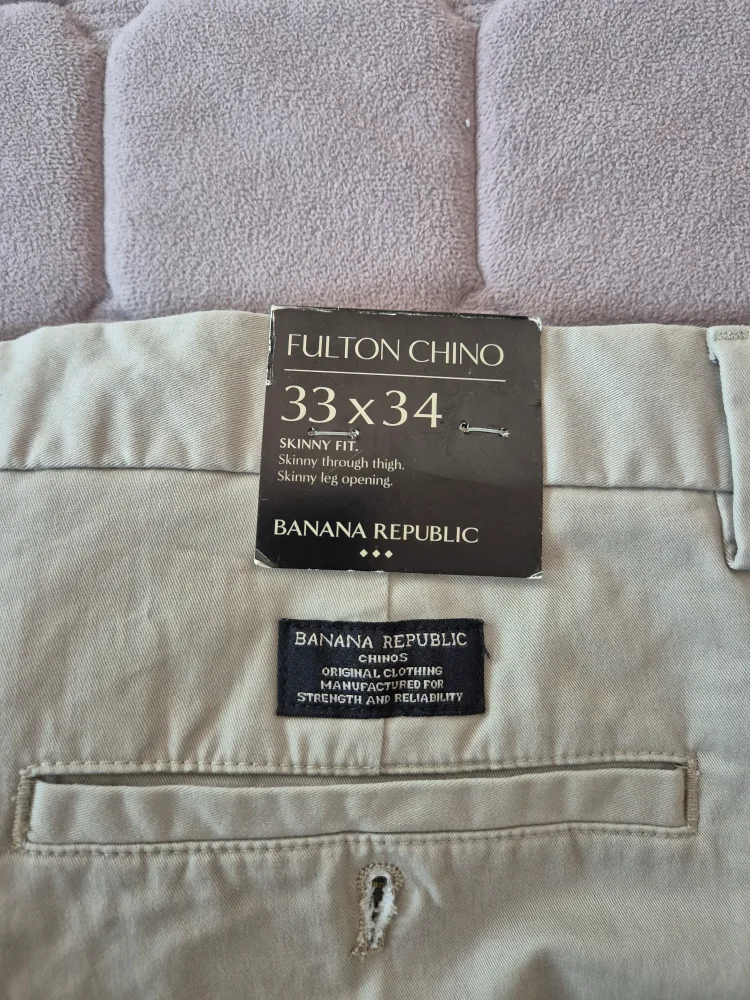 FULTON CHINO
33 x 34
SKINNY FIT.
Skinny through thigh.
Skinny leg opening.
BANANA REPUBLIC
BANANA REPUBLIC
CHINOS
ORIGINAL CLOTHING
MANUFACTURED FOR
STRENGTH AND RELIABILITY